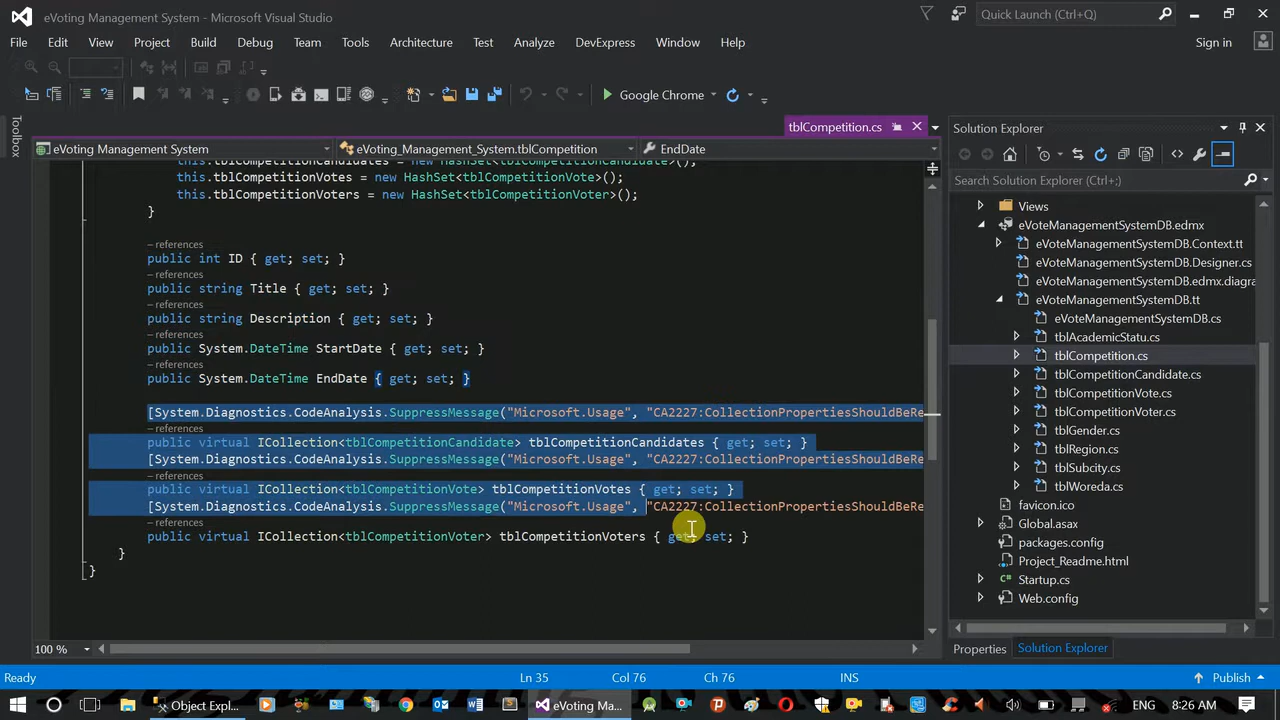 eVoting Management System - Microsoft Visual Studio
Quick Launch (Ctrl+Q)
File Edit View Project Build Debug Team Tools Architecture Test Analyze DevExpress Window Help
Sign in
Google Chrome
Toolbox
tblCompetition.cs
eVoting Management System
eVoting_Management_System.tblCompetition
EndDate
this.tblCompetitionCandidates = new HashSet<tblCompetitionCandidate>();
this.tblCompetitionVotes = new HashSet<tblCompetitionVote>();
this.tblCompetitionVoters = new HashSet<tblCompetitionVoter>();
}
– references
public int ID { get; set; }
– references
public string Title { get; set; }
– references
public string Description { get; set; }
– references
public System.DateTime StartDate { get; set; }
– references
public System.DateTime EndDate { get; set; }
[System.Diagnostics.CodeAnalysis.SuppressMessage("Microsoft.Usage", "CA2227:CollectionPropertiesShouldBeRe
– references
public virtual ICollection<tblCompetitionCandidate> tblCompetitionCandidates { get; set; }
[System.Diagnostics.CodeAnalysis.SuppressMessage("Microsoft.Usage", "CA2227:CollectionPropertiesShouldBeRe
– references
public virtual ICollection<tblCompetitionVote> tblCompetitionVotes { get; set; }
[System.Diagnostics.CodeAnalysis.SuppressMessage("Microsoft.Usage", "CA2227:CollectionPropertiesShouldBeRe
– references
public virtual ICollection<tblCompetitionVoter> tblCompetitionVoters { get; set; }
}
}
100 %
Solution Explorer
Search Solution Explorer (Ctrl+;)
Views
eVoteManagementSystemDB.edmx
eVoteManagementSystemDB.Context.tt
eVoteManagementSystemDB.Designer.cs
eVoteManagementSystemDB.edmx.diagra
eVoteManagementSystemDB.tt
eVoteManagementSystemDB.cs
tblAcademicStatu.cs
tblCompetition.cs
tblCompetitionCandidate.cs
tblCompetitionVote.cs
tblCompetitionVoter.cs
tblGender.cs
tblRegion.cs
tblSubcity.cs
tblWoreda.cs
favicon.ico
Global.asax
packages.config
Project_Readme.html
Startup.cs
Web.config
Properties Solution Explorer
Ready Ln 35 Col 76 Ch 76 INS Publish
Object Expl... eVoting Ma... ENG 8:26 AM